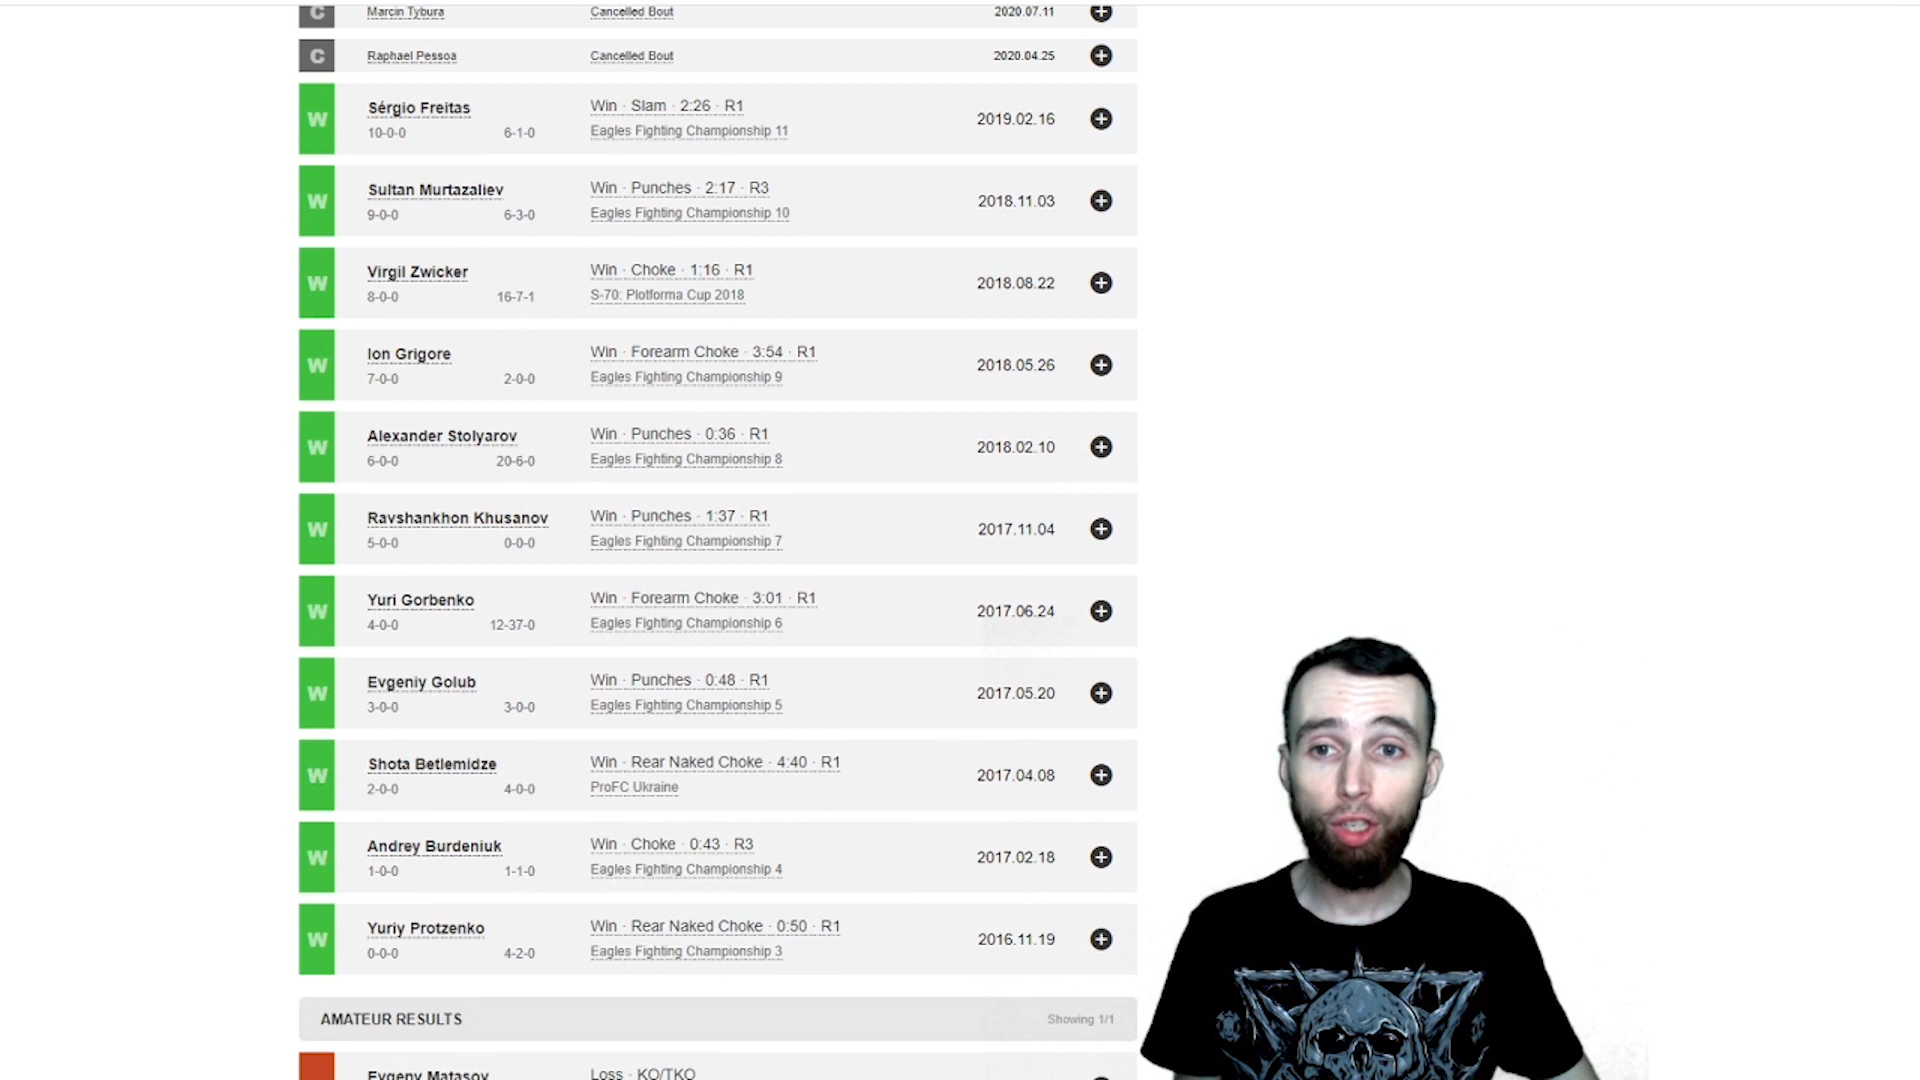 C Marcin Tybura Cancelled Bout 2020.07.11
C Raphael Pessoa Cancelled Bout 2020.04.25
W Sérgio Freitas Win · Slam · 2:26 · R1 2019.02.16
10-0-0 6-1-0 Eagles Fighting Championship 11
W Sultan Murtazaliev Win · Punches · 2:17 · R3 2018.11.03
9-0-0 6-3-0 Eagles Fighting Championship 10
W Virgil Zwicker Win · Choke · 1:16 · R1 2018.08.22
8-0-0 16-7-1 S-70: Plotforma Cup 2018
W Ion Grigore Win · Forearm Choke · 3:54 · R1 2018.05.26
7-0-0 2-0-0 Eagles Fighting Championship 9
W Alexander Stolyarov Win · Punches · 0:36 · R1 2018.02.10
6-0-0 20-6-0 Eagles Fighting Championship 8
W Ravshankhon Khusanov Win · Punches · 1:37 · R1 2017.11.04
5-0-0 0-0-0 Eagles Fighting Championship 7
W Yuri Gorbenko Win · Forearm Choke · 3:01 · R1 2017.06.24
4-0-0 12-37-0 Eagles Fighting Championship 6
W Evgeniy Golub Win · Punches · 0:48 · R1 2017.05.20
3-0-0 3-0-0 Eagles Fighting Championship 5
W Shota Betlemidze Win · Rear Naked Choke · 4:40 · R1 2017.04.08
2-0-0 4-0-0 ProFC Ukraine
W Andrey Burdeniuk Win · Choke · 0:43 · R3 2017.02.18
1-0-0 1-1-0 Eagles Fighting Championship 4
W Yuriy Protzenko Win · Rear Naked Choke · 0:50 · R1 2016.11.19
0-0-0 4-2-0 Eagles Fighting Championship 3
AMATEUR RESULTS Showing 1/1
Evgeny Matasov Loss · KO/TKO